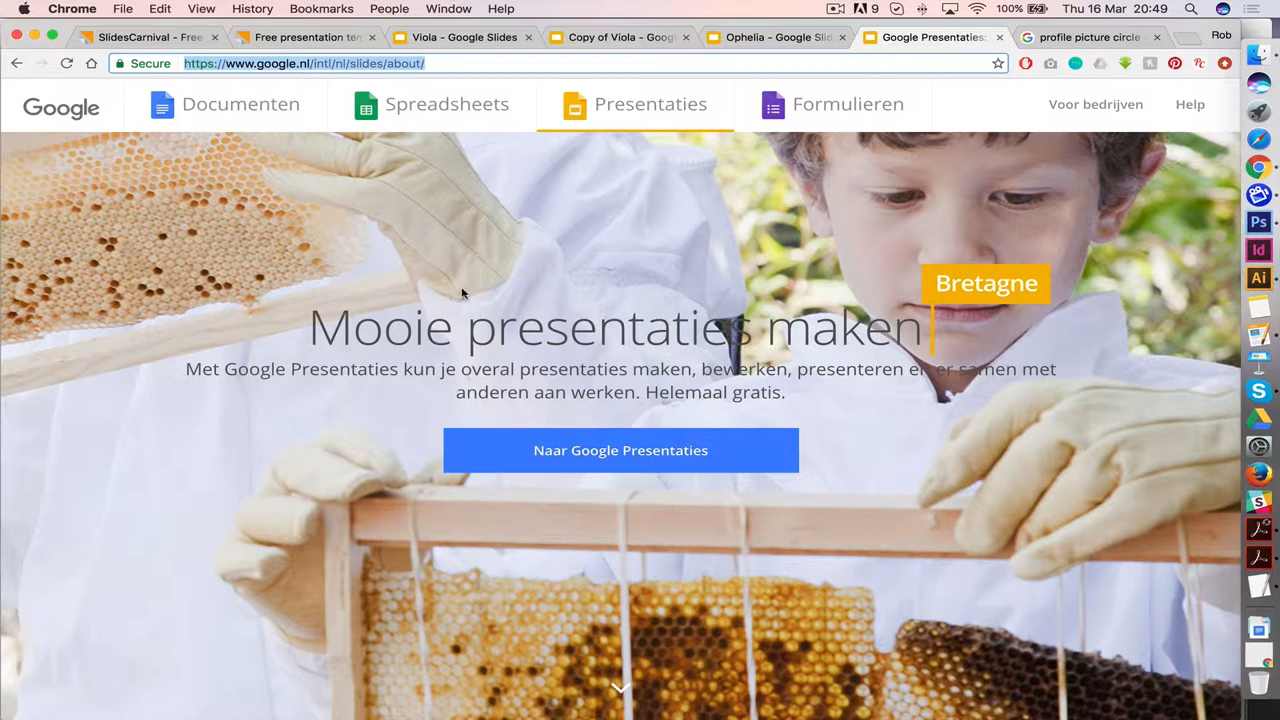 Chrome File Edit View History Bookmarks People Window Help 9 100% Thu 16 Mar 20:49
SlidesCarnival - Free Free presentation ten Viola - Google Slides Copy of Viola - Goog Ophelia - Google Slid Google Presentaties: profile picture circle - Rob
Secure https://www.google.nl/intl/nl/slides/about/
Google Documenten Spreadsheets Presentaties Formulieren Voor bedrijven Help
Bretagne
Mooie presentaties maken
Met Google Presentaties kun je overal presentaties maken, bewerken, presenteren en er samen met
anderen aan werken. Helemaal gratis.
Naar Google Presentaties
Ps
Id
Ai